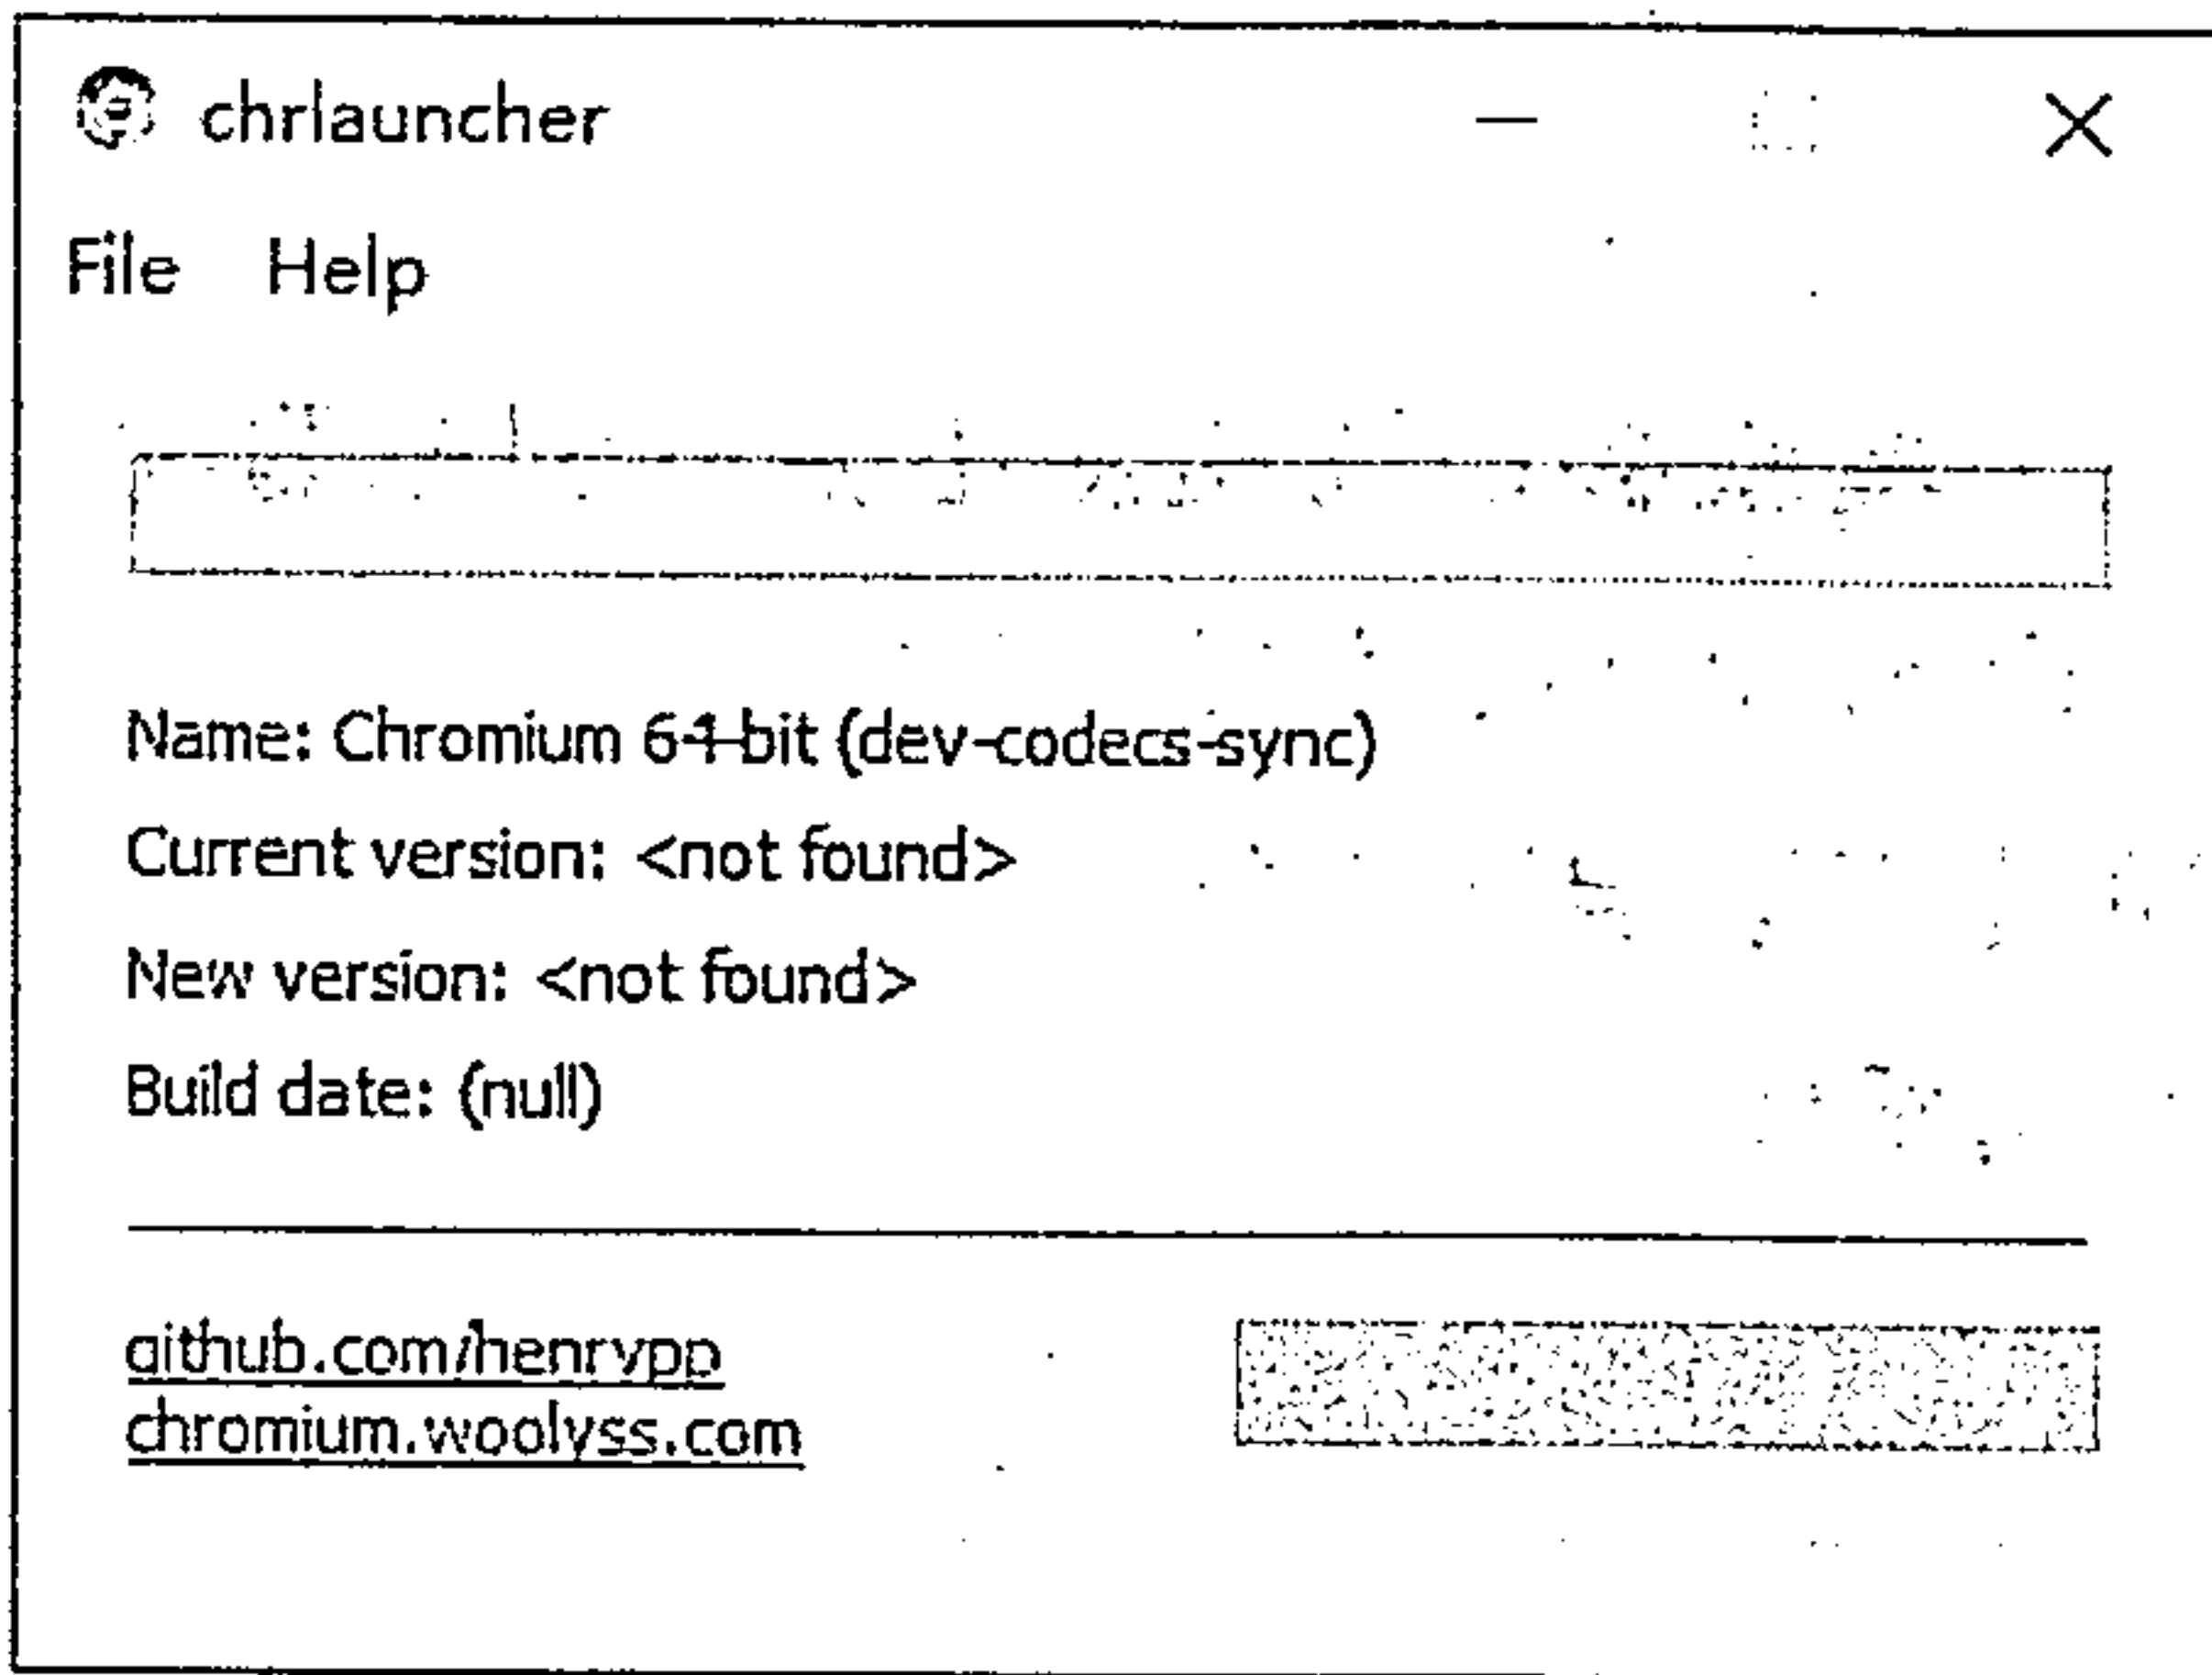 chrlauncher
File Help
Name: Chromium 64-bit (dev-codecs-sync)
Current version: <not found>
New version: <not found>
Build date: (null)
github.com/henrypp
chromium.woolyss.com